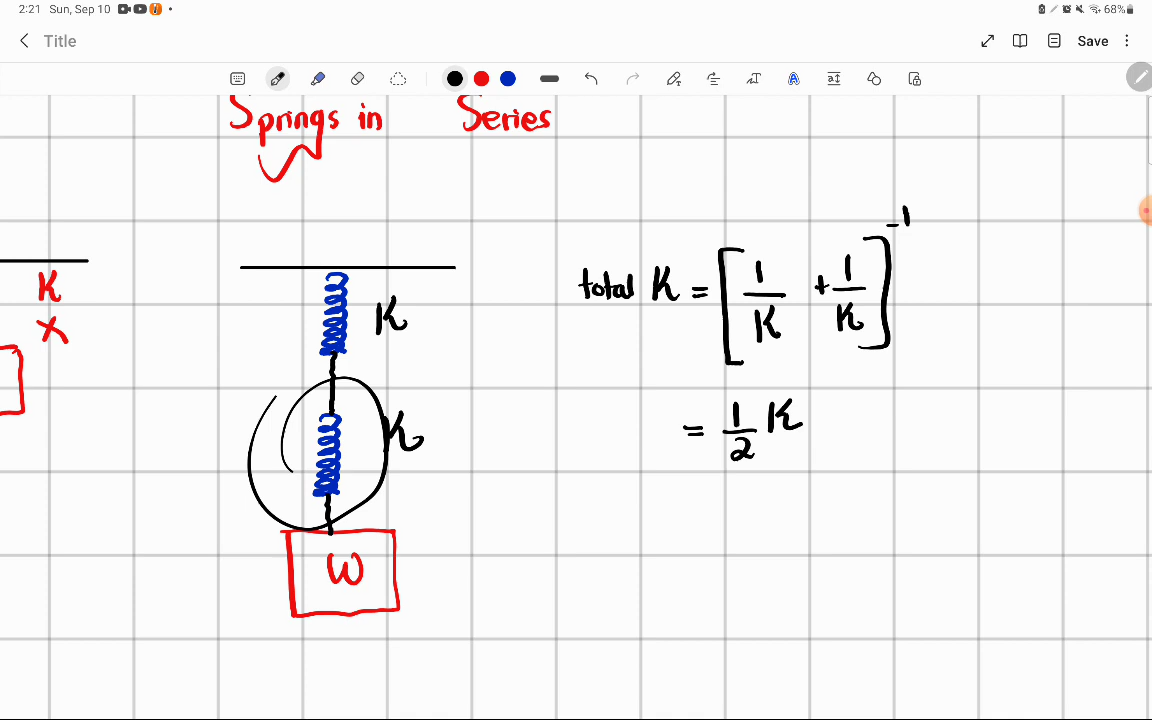 2:21 Sun, Sep 10
68%
Title
Save
Springs in Series
K
x
K
K
W
total K = [1/K + 1/K]^-1
= 1/2 K